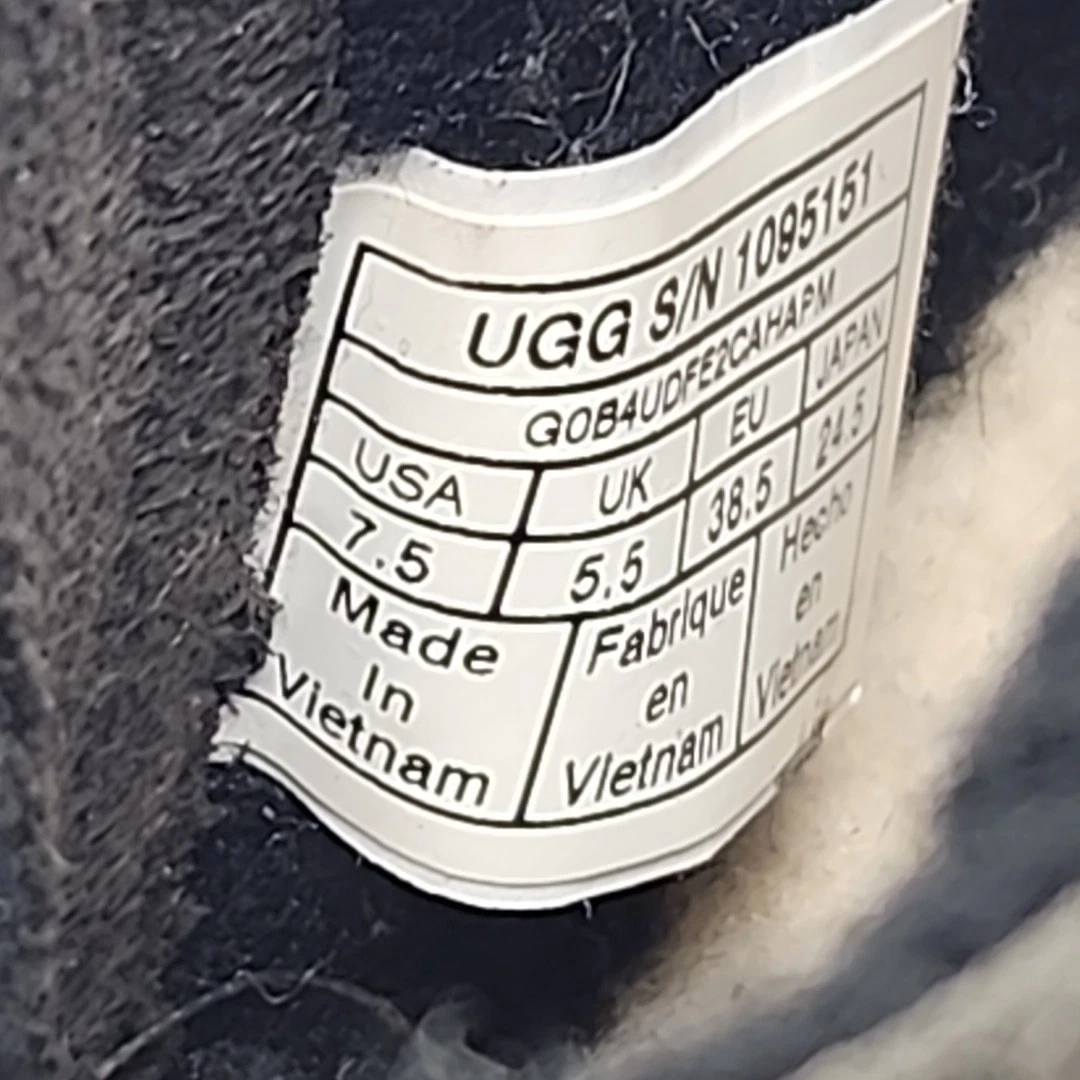 UGG S/N 1095151
G0B4UDFE2CAHAPM
USA UK EU JAPAN
7.5 5.5 38.5 24.5
Made
In
Vietnam
Fabrique
en
Vietnam
Hecho
en
Vietnam